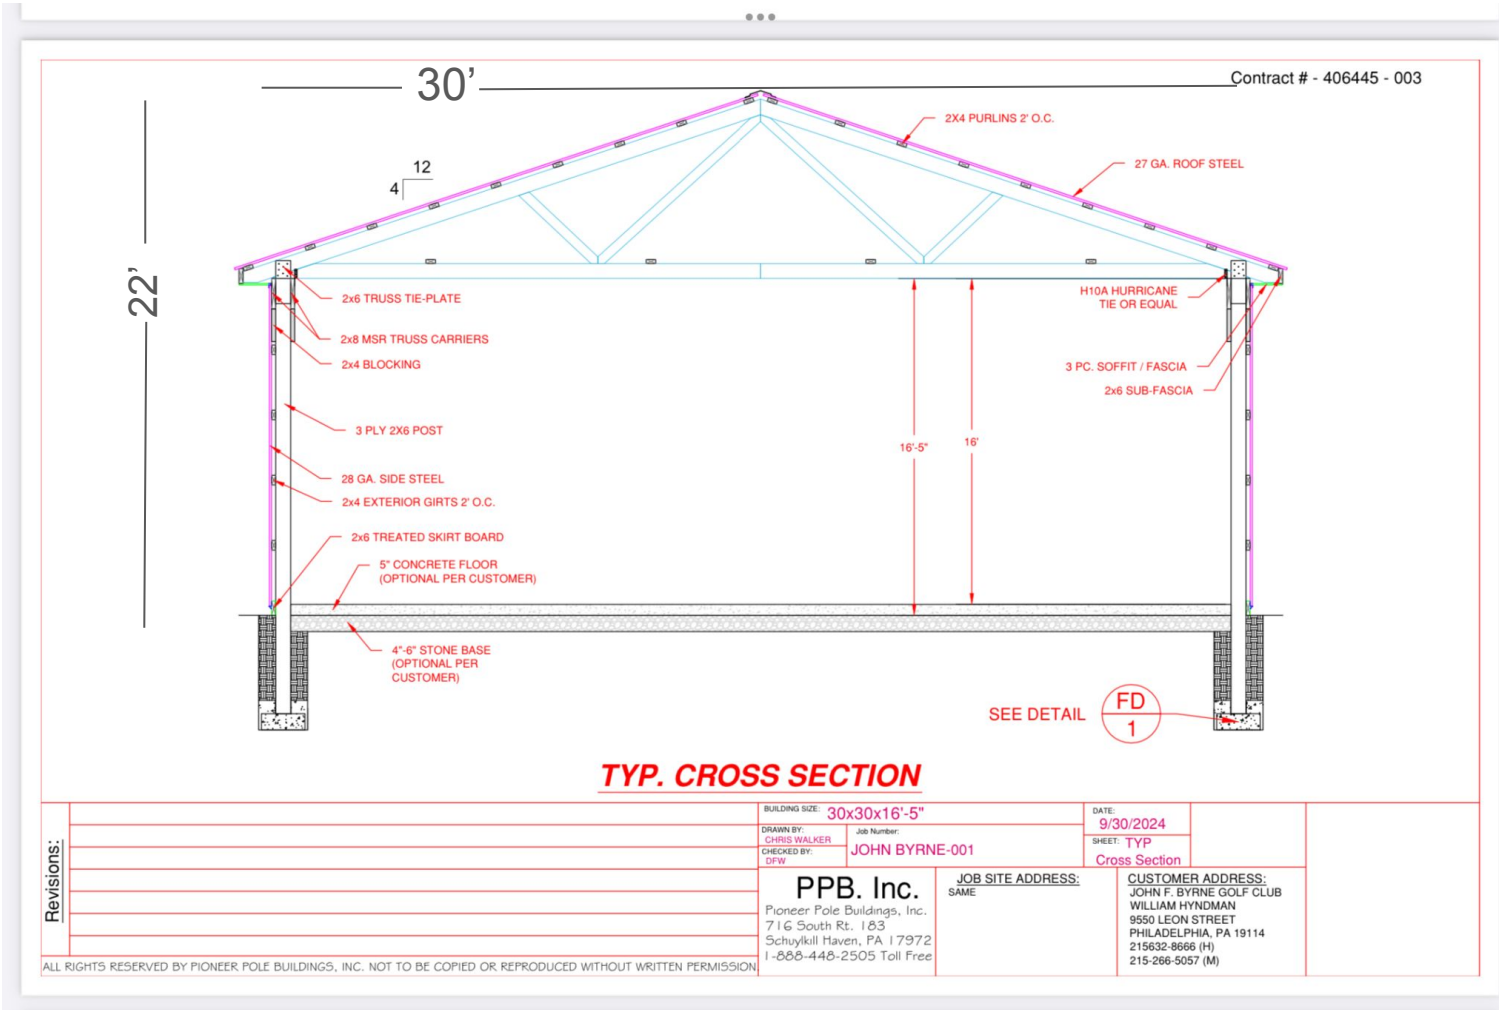 30'
Contract # - 406445 - 003
2X4 PURLINS 2' O.C.
27 GA. ROOF STEEL
12
4
22'
2x6 TRUSS TIE-PLATE
H10A HURRICANE
TIE OR EQUAL
2x8 MSR TRUSS CARRIERS
2x4 BLOCKING
3 PC. SOFFIT / FASCIA
2x6 SUB-FASCIA
3 PLY 2X6 POST
16'-5"
16'
28 GA. SIDE STEEL
2x4 EXTERIOR GIRTS 2' O.C.
2x6 TREATED SKIRT BOARD
5" CONCRETE FLOOR
(OPTIONAL PER CUSTOMER)
4"-6" STONE BASE
(OPTIONAL PER
CUSTOMER)
SEE DETAIL
FD
1
TYP. CROSS SECTION
Revisions:
BUILDING SIZE: 30x30x16'-5"
DRAWN BY:
CHRIS WALKER
CHECKED BY:
DFW
Job Number:
JOHN BYRNE-001
DATE:
9/30/2024
SHEET: TYP
Cross Section
PPB. Inc.
Pioneer Pole Buildings, Inc.
716 South Rt. 183
Schuylkill Haven, PA 17972
1-888-448-2505 Toll Free
JOB SITE ADDRESS:
SAME
CUSTOMER ADDRESS:
JOHN F. BYRNE GOLF CLUB
WILLIAM HYNDMAN
9550 LEON STREET
PHILADELPHIA, PA 19114
215632-8666 (H)
215-266-5057 (M)
ALL RIGHTS RESERVED BY PIONEER POLE BUILDINGS, INC. NOT TO BE COPIED OR REPRODUCED WITHOUT WRITTEN PERMISSION